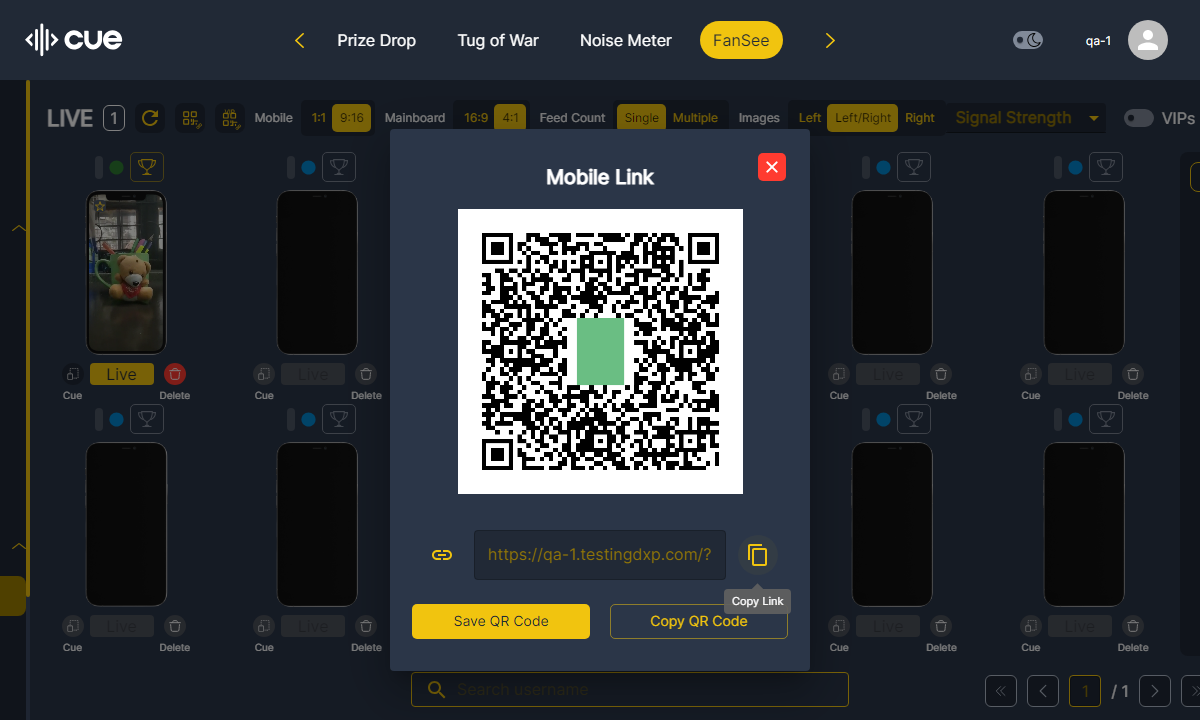 cue
Prize Drop Tug of War Noise Meter FanSee qa-1
LIVE 1 Mobile 1:1 9:16 Mainboard 16:9 4:1 Feed Count Single Multiple Images Left Left/Right Right Signal Strength VIPs
Mobile Link
Live Live Live Live
Cue Delete Cue Delete Cue Delete Cue Delete
https://qa-1.testingdxp.com/?
Copy Link
Save QR Code Copy QR Code
Live Live Live Live
Cue Delete Cue Delete Cue Delete Cue Delete
Search username 1 / 1